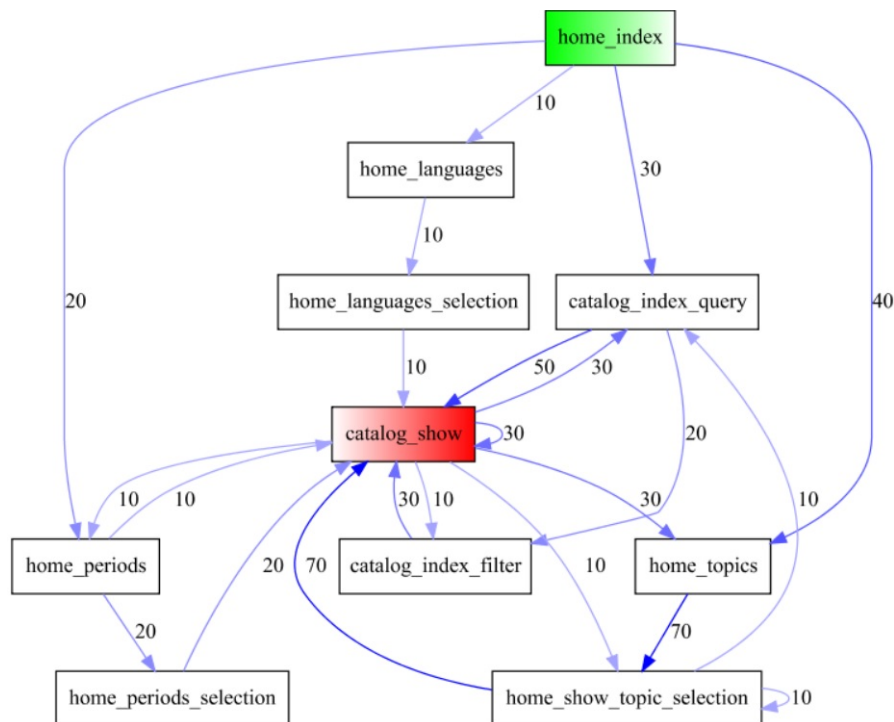 home_index
10
home_languages
30
10
20
40
home_languages_selection
catalog_index_query
10
50
30
catalog_show
30
20
10
10
30
10
30
10
20
70
10
home_periods
catalog_index_filter
home_topics
20
70
home_periods_selection
home_show_topic_selection
10